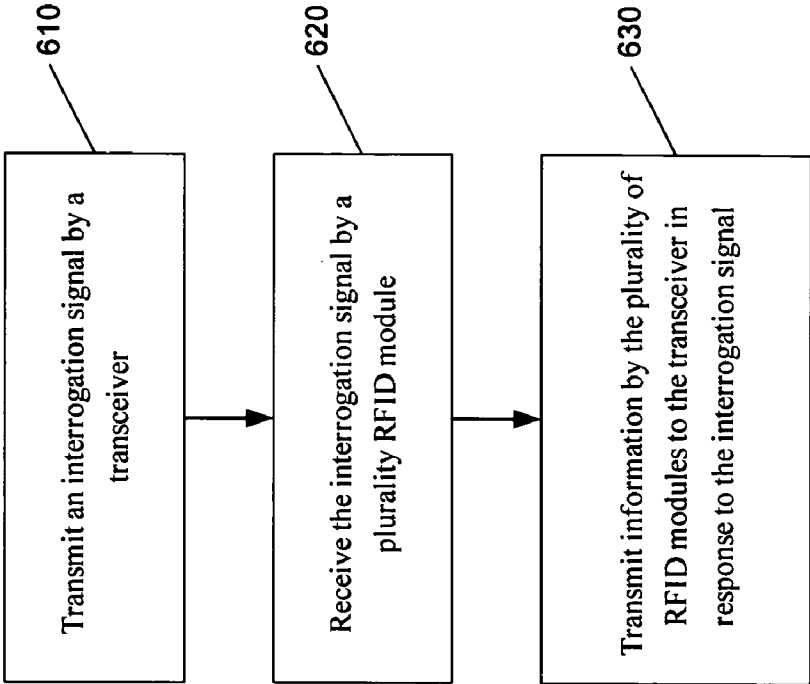 Transmit an interrogation signal by a
transceiver
610
Receive the interrogation signal by a
plurality RFID module
620
Transmit information by the plurality of
RFID modules to the transceiver in
response to the interrogation signal
630